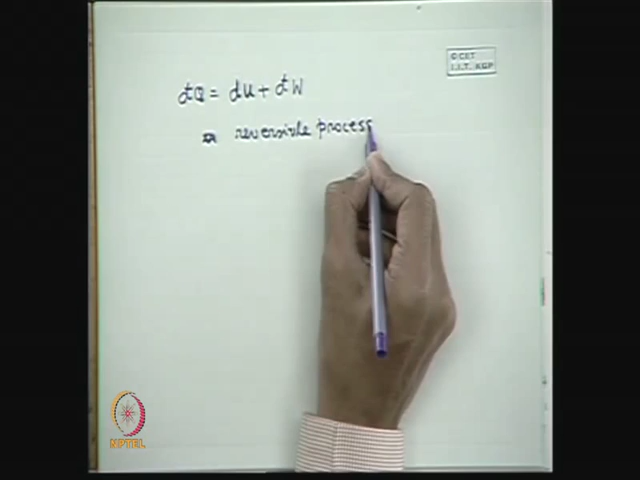 ©CET
I.I.T. KGP
đQ = dU + đW
reversible process
NPTEL